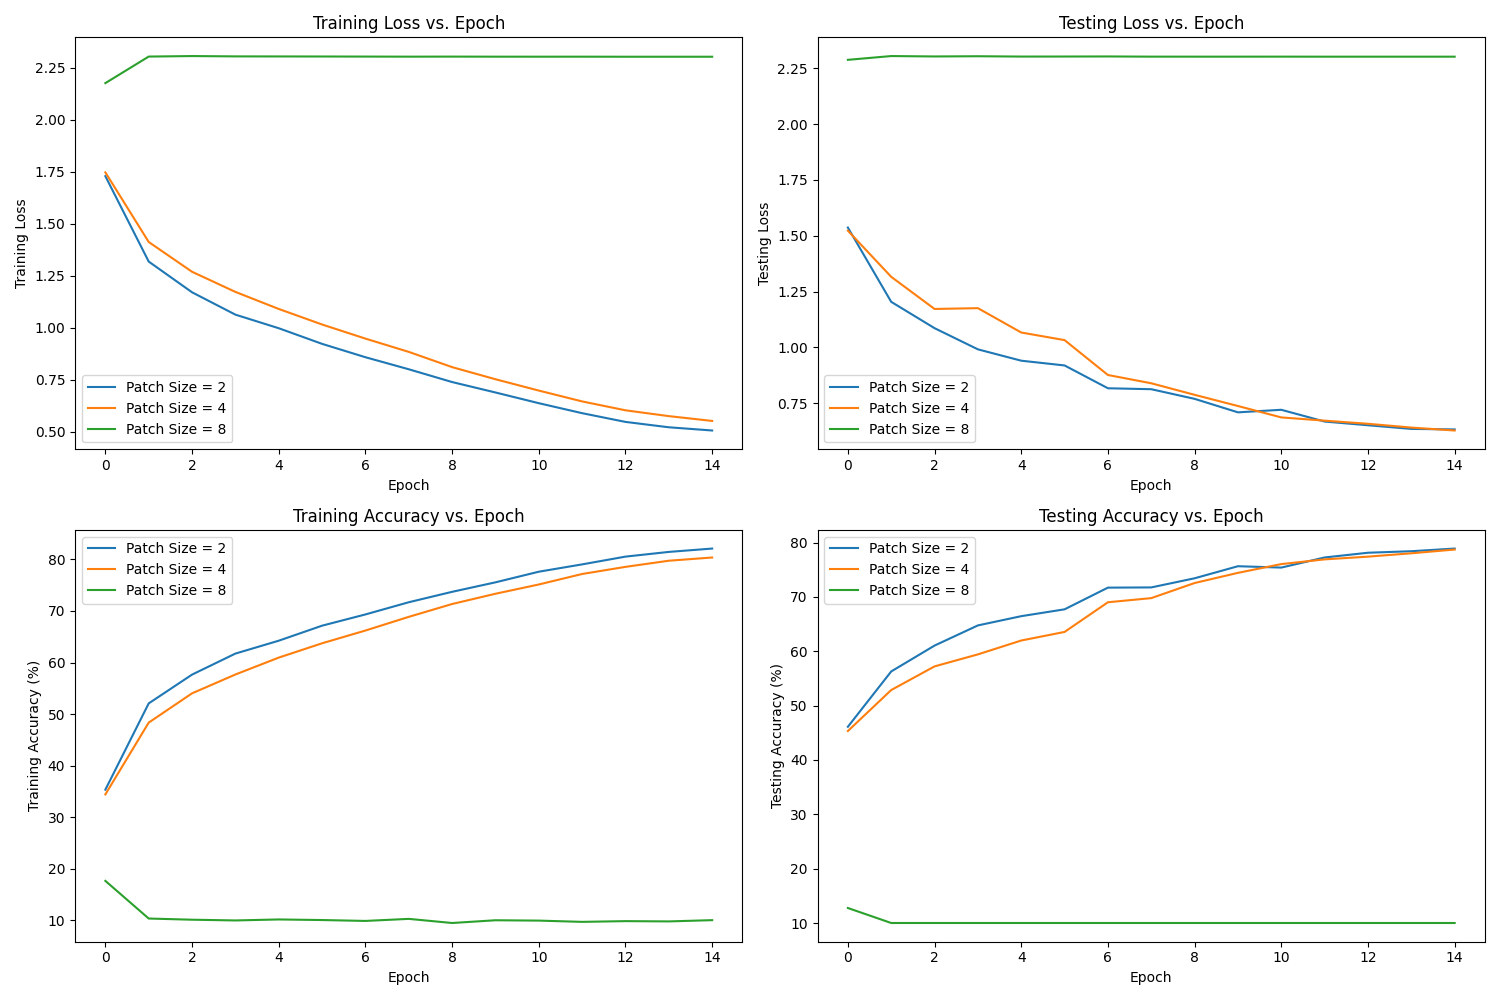 Training Loss vs. Epoch
Training Loss
2.25
2.00
1.75
1.50
1.25
1.00
0.75
0.50
Patch Size = 2
Patch Size = 4
Patch Size = 8
0 2 4 6 8 10 12 14
Epoch
Testing Loss vs. Epoch
Testing Loss
2.25
2.00
1.75
1.50
1.25
1.00
0.75
Patch Size = 2
Patch Size = 4
Patch Size = 8
0 2 4 6 8 10 12 14
Epoch
Training Accuracy vs. Epoch
Training Accuracy (%)
80
70
60
50
40
30
20
10
Patch Size = 2
Patch Size = 4
Patch Size = 8
0 2 4 6 8 10 12 14
Epoch
Testing Accuracy vs. Epoch
Testing Accuracy (%)
80
70
60
50
40
30
20
10
Patch Size = 2
Patch Size = 4
Patch Size = 8
0 2 4 6 8 10 12 14
Epoch